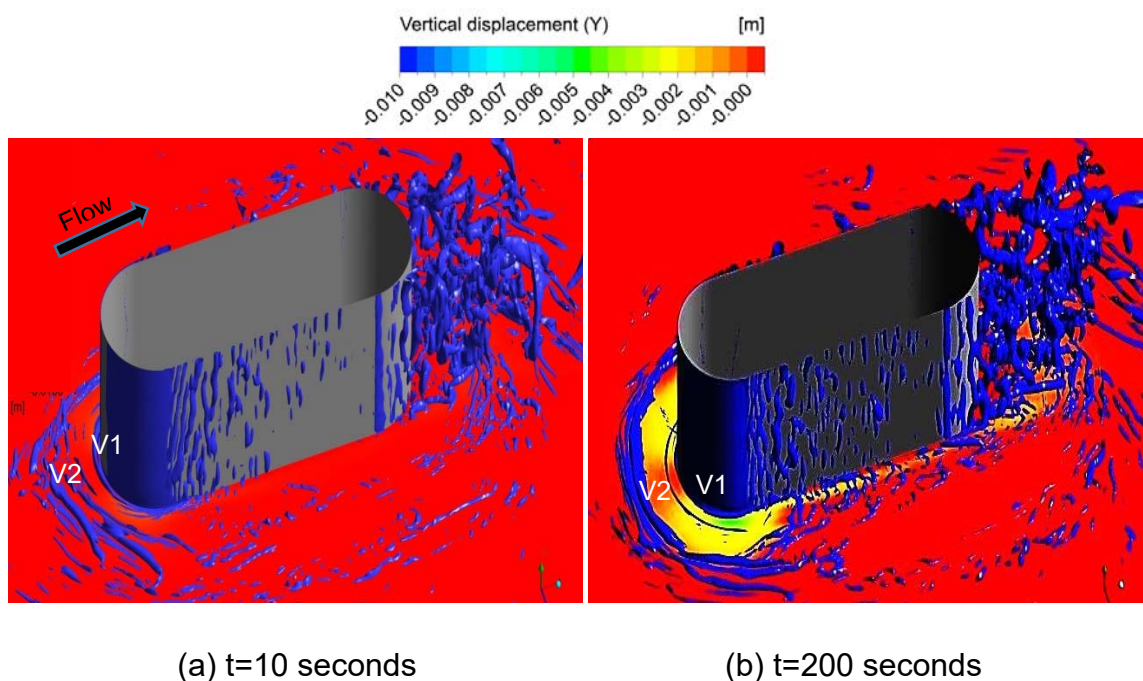 Vertical displacement (Y) [m]
-0.010 -0.009 -0.008 -0.007 -0.006 -0.005 -0.004 -0.003 -0.002 -0.001 -0.000
Flow
[m]
V1
V2
V2
V1
(a) t=10 seconds
(b) t=200 seconds